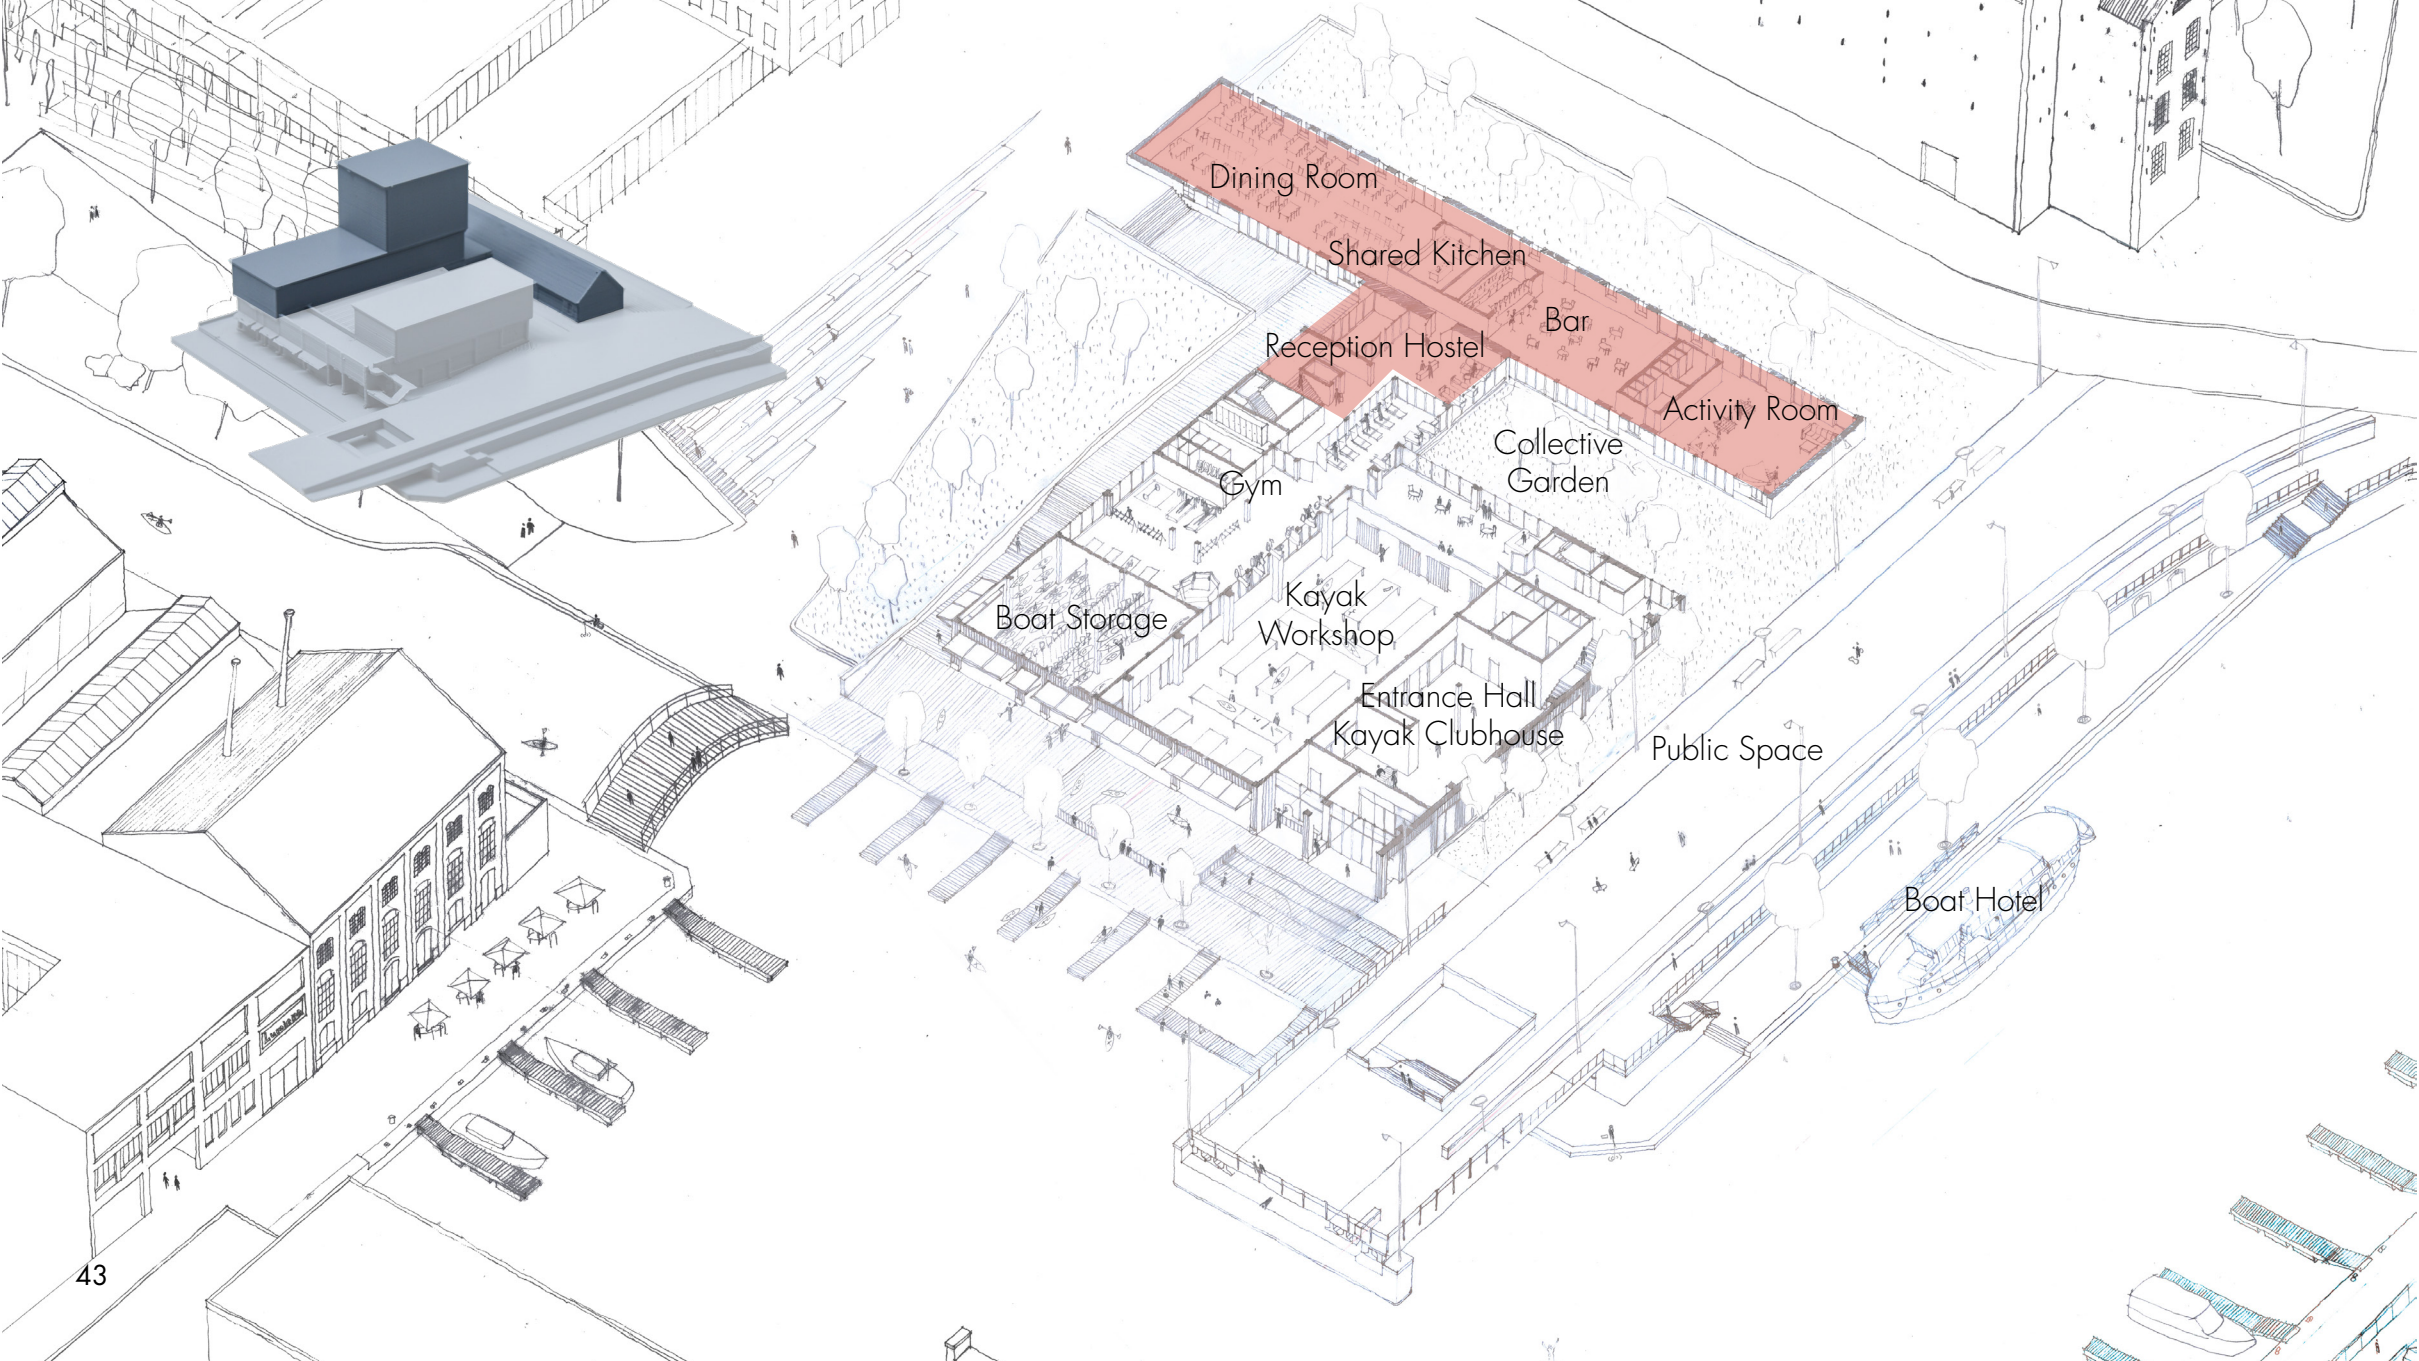 Dining Room
Shared Kitchen
Bar
Reception Hostel
Activity Room
Collective
Garden
Gym
Kayak
Workshop
Boat Storage
Entrance Hall
Kayak Clubhouse
Public Space
Boat Hotel
43